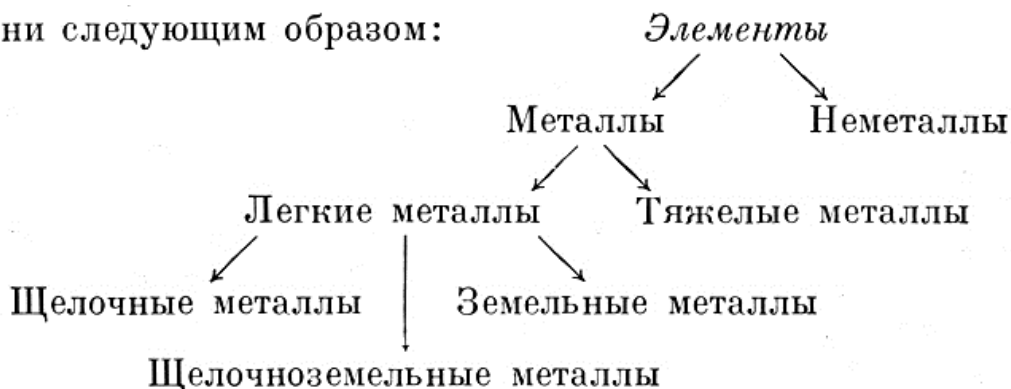 ни следующим образом: Элементы
Металлы Неметаллы
Легкие металлы Тяжелые металлы
Щелочные металлы Земельные металлы
Щелочноземельные металлы